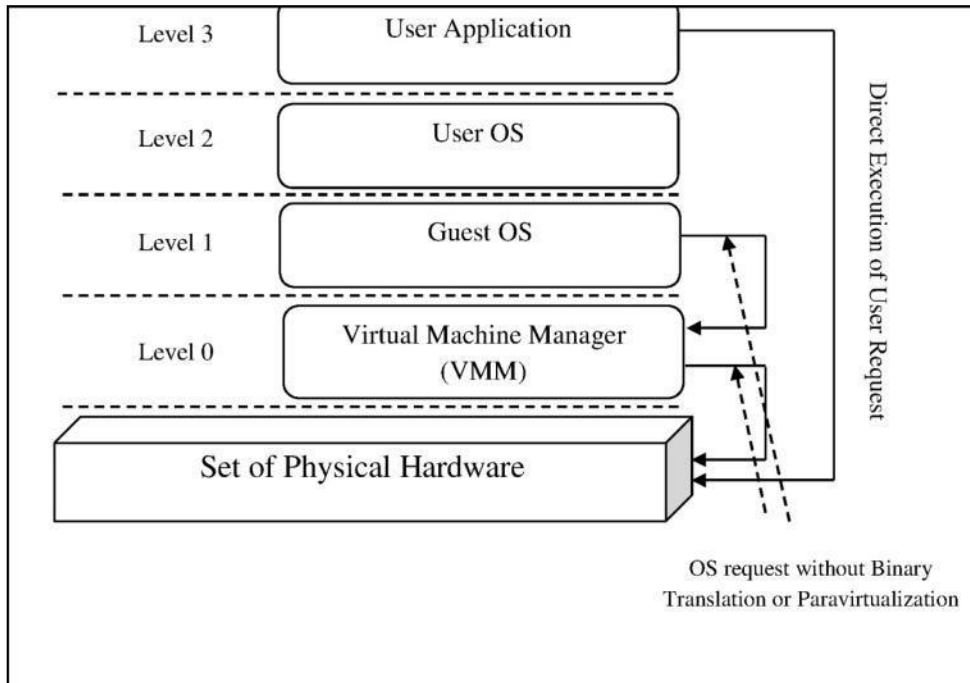 Level 3
User Application
Level 2
User OS
Level 1
Guest OS
Level 0
Virtual Machine Manager
(VMM)
Set of Physical Hardware
Direct Execution of User Request
OS request without Binary
Translation or Paravirtualization